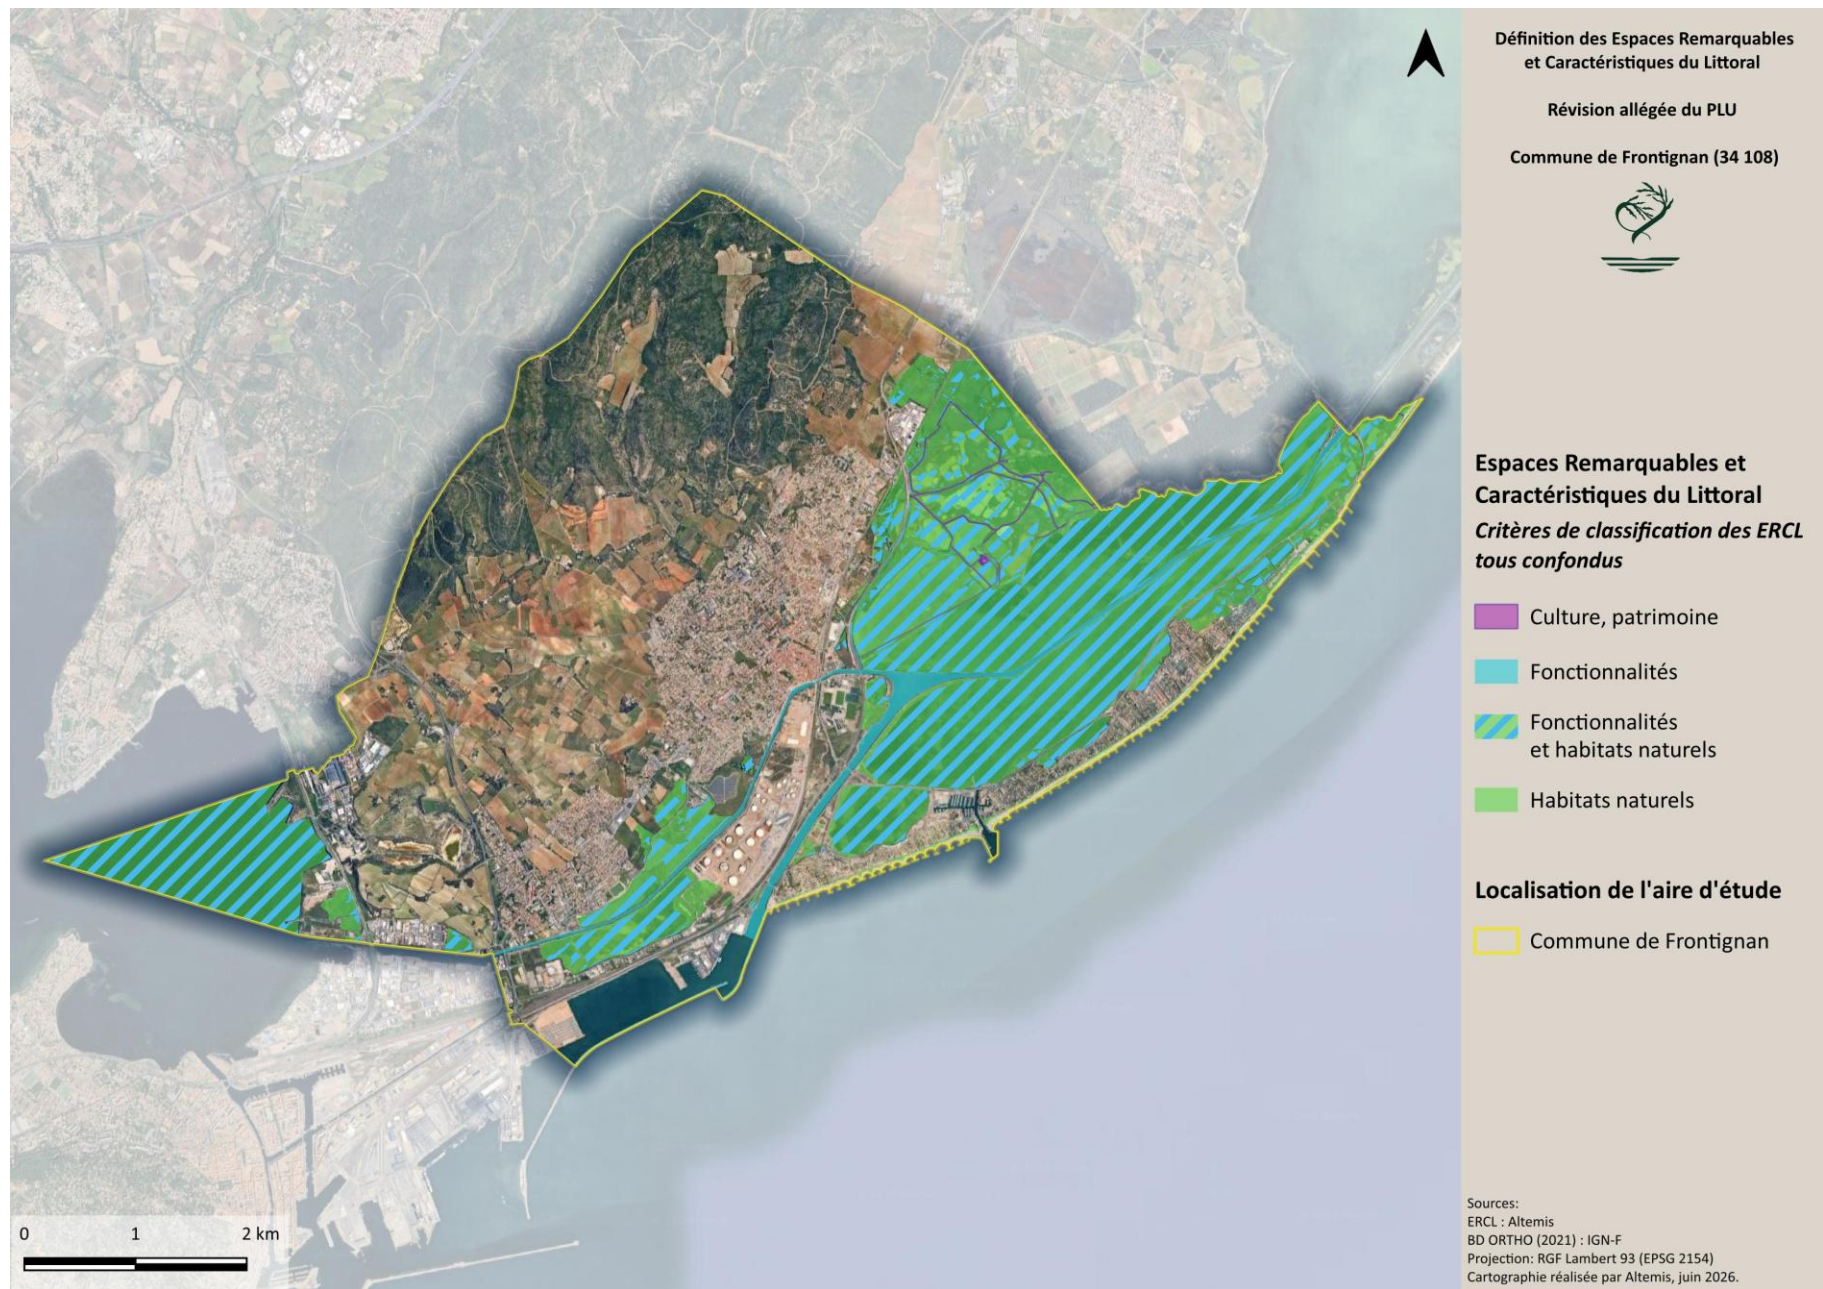 Définition des Espaces Remarquables
et Caractéristiques du Littoral
Révision allégée du PLU
Commune de Frontignan (34 108)
Espaces Remarquables et
Caractéristiques du Littoral
Critères de classification des ERCL
tous confondus
Culture, patrimoine
Fonctionnalités
Fonctionnalités
et habitats naturels
Habitats naturels
Localisation de l'aire d'étude
Commune de Frontignan
0 1 2 km
Sources:
ERCL : Altemis
BD ORTHO (2021) : IGN-F
Projection: RGF Lambert 93 (EPSG 2154)
Cartographie réalisée par Altemis, juin 2026.